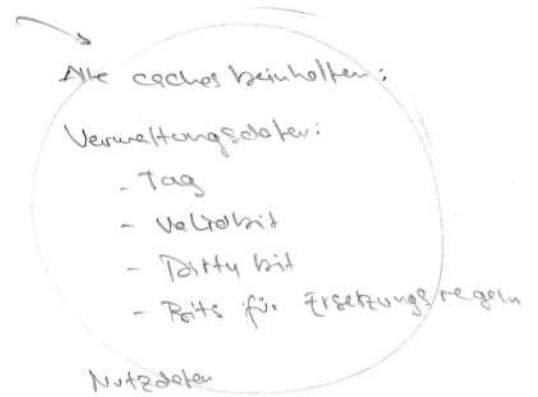 Alle caches beinhalten:
Verwaltungsdaten:
- Tag
- Validbit
- Dirty bit
- Bits für Ersetzungsregeln
Nutzdaten